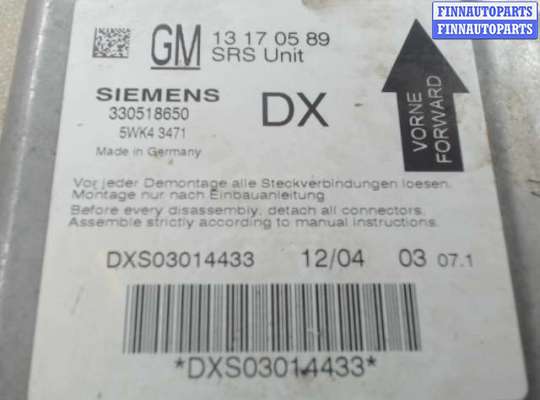 FINNAUTOPARTS
FINNAUTOPARTS
GM 13 17 05 89
SRS Unit
SIEMENS
330518650
DX
5WK4 3471
Made in Germany
VORNE
FORWARD
Vor jeder Demontage alle Steckverbindungen loesen.
Montage nur nach Einbauanleitung
Before every disassembly, detach all connectors.
Assemble strictly according to manual instructions.
DXS03014433 12/04 03 07.1
*DXS03014433*